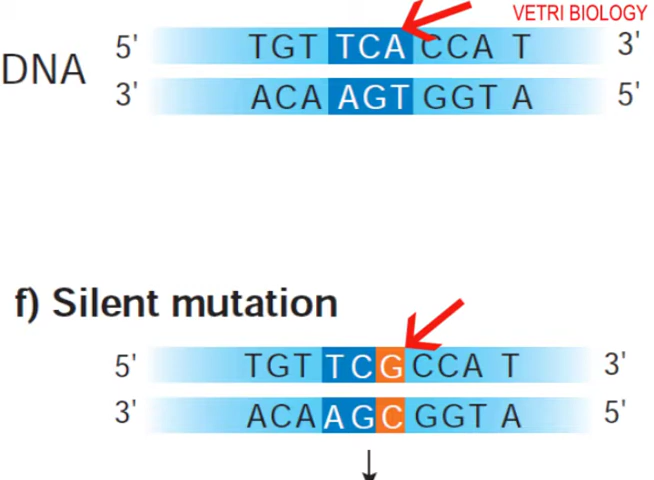 VETRI BIOLOGY
DNA
5' TGT TCA CCA T 3'
3' ACA AGT GGT A 5'
f) Silent mutation
5' TGT TCG CCA T 3'
3' ACA AGC GGT A 5'